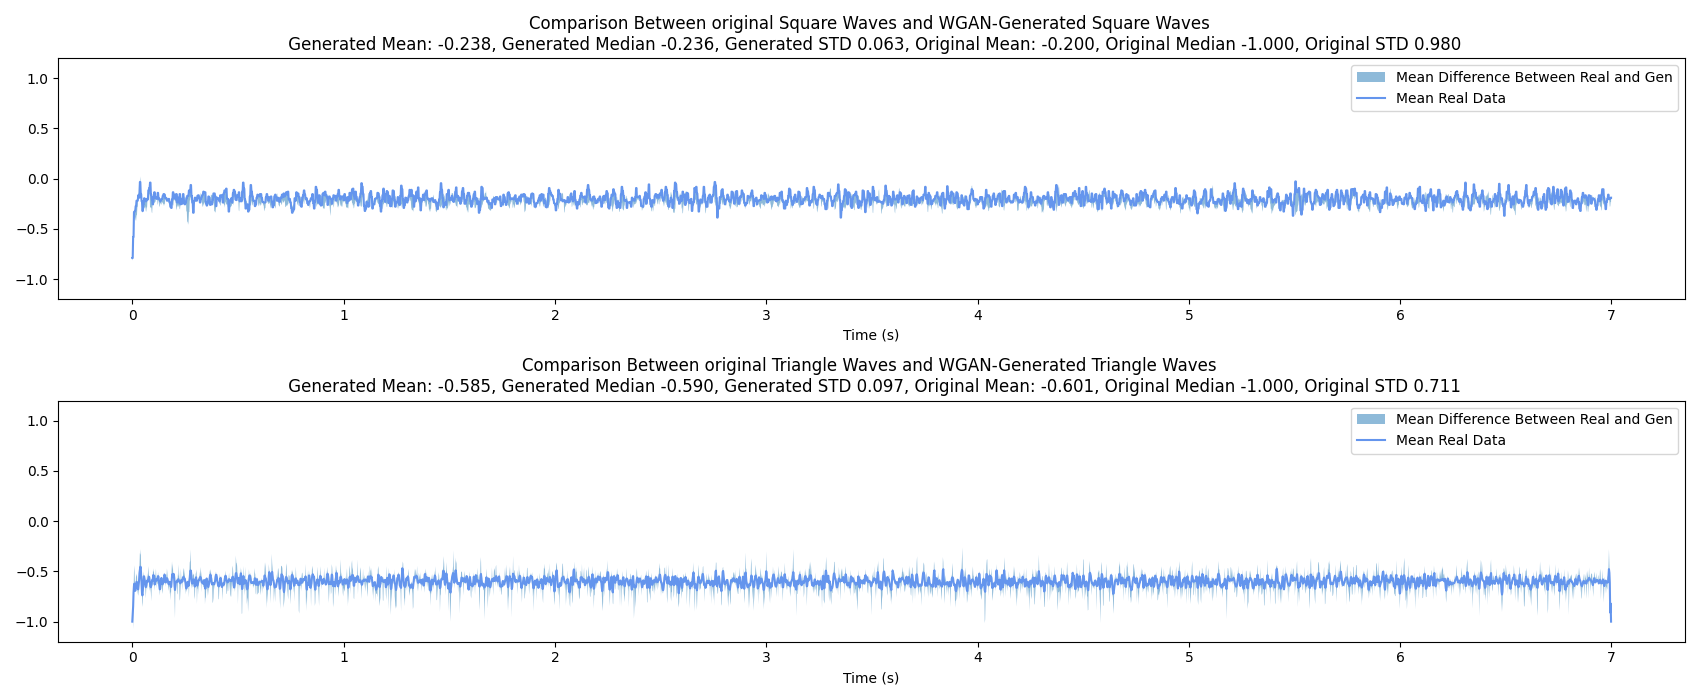 Comparison Between original Square Waves and WGAN-Generated Square Waves
Generated Mean: -0.238, Generated Median -0.236, Generated STD 0.063, Original Mean: -0.200, Original Median -1.000, Original STD 0.980
Mean Difference Between Real and Gen
Mean Real Data
1.0
0.5
0.0
−0.5
−1.0
0 1 2 3 4 5 6 7
Time (s)
Comparison Between original Triangle Waves and WGAN-Generated Triangle Waves
Generated Mean: -0.585, Generated Median -0.590, Generated STD 0.097, Original Mean: -0.601, Original Median -1.000, Original STD 0.711
Mean Difference Between Real and Gen
Mean Real Data
1.0
0.5
0.0
−0.5
−1.0
0 1 2 3 4 5 6 7
Time (s)